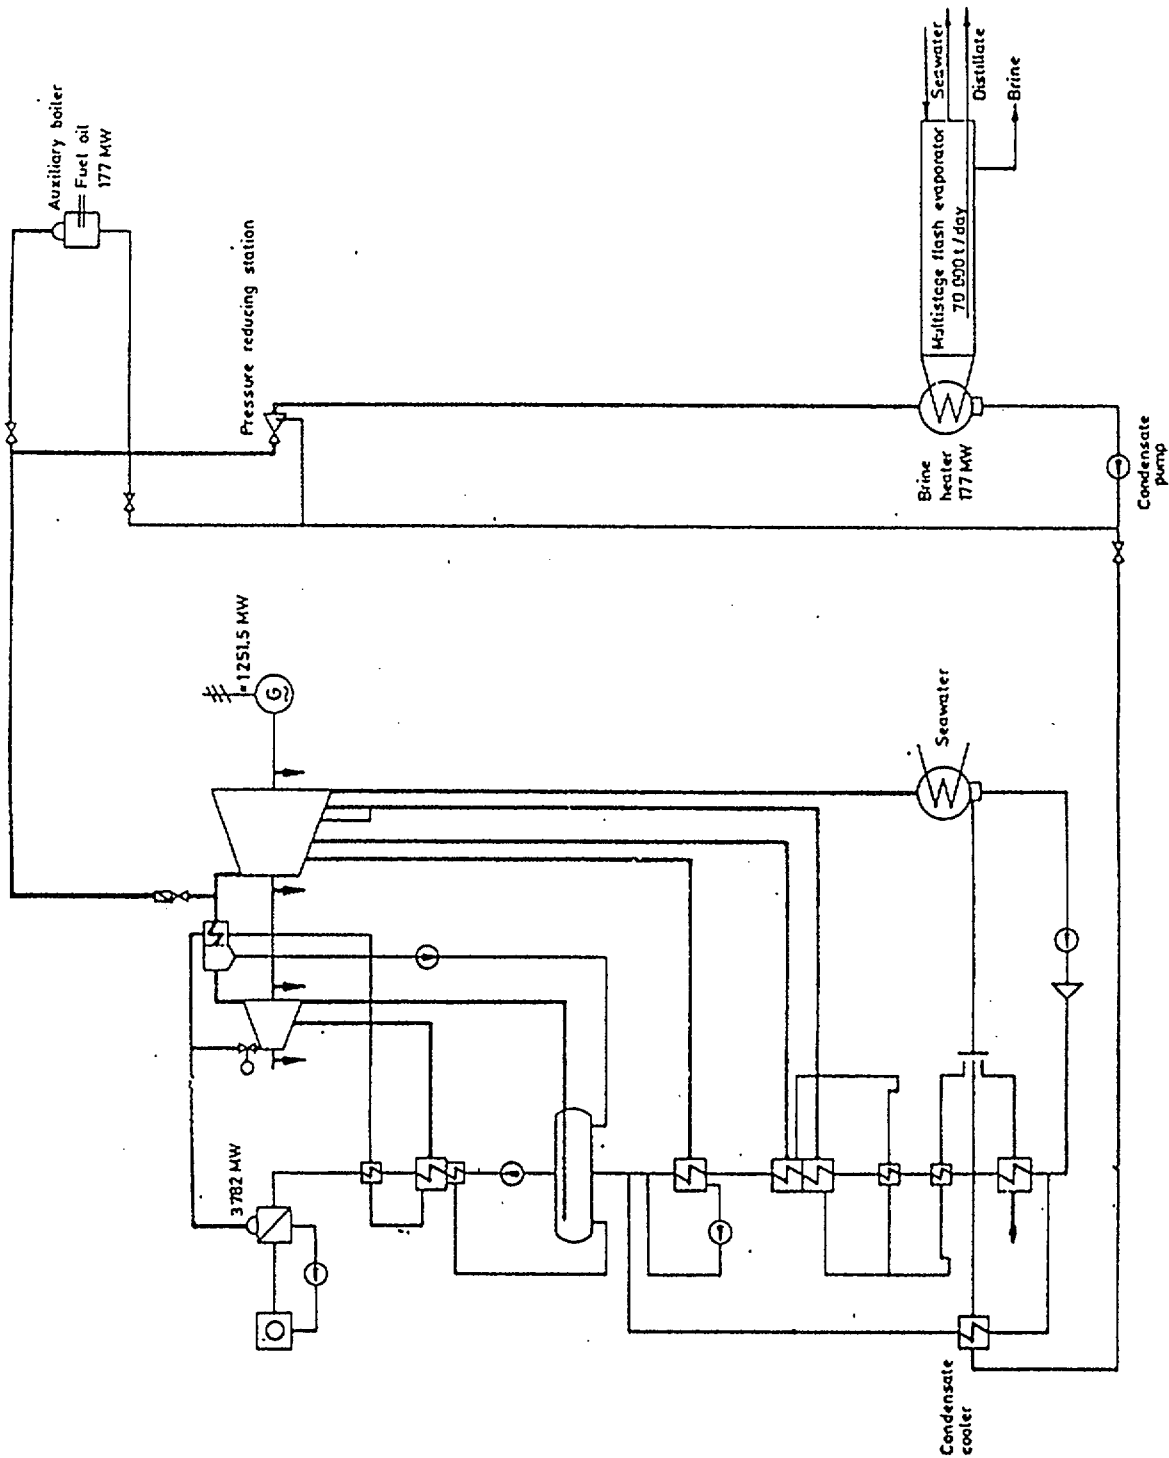 Auxiliary boiler
Fuel oil
177 MW
Pressure reducing station
Seawater
Distillate
Brine
Multistage flash evaporator
70 000 t/day
Brine
heater
177 MW
Condensate
pump
≈1251.5 MW
G
Seawater
3782 MW
Condensate
cooler